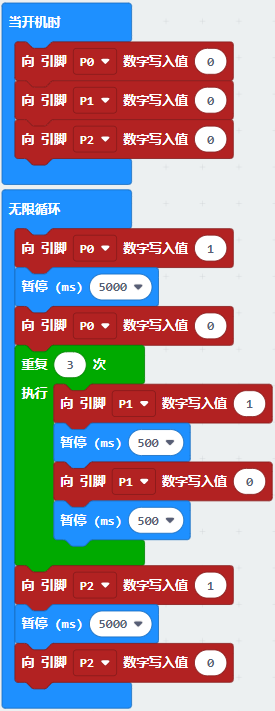 当开机时
向 引脚 P0 数字写入值 0
向 引脚 P1 数字写入值 0
向 引脚 P2 数字写入值 0
无限循环
向 引脚 P0 数字写入值 1
暂停 (ms) 5000
向 引脚 P0 数字写入值 0
重复 3 次
执行 向 引脚 P1 数字写入值 1
暂停 (ms) 500
向 引脚 P1 数字写入值 0
暂停 (ms) 500
向 引脚 P2 数字写入值 1
暂停 (ms) 5000
向 引脚 P2 数字写入值 0